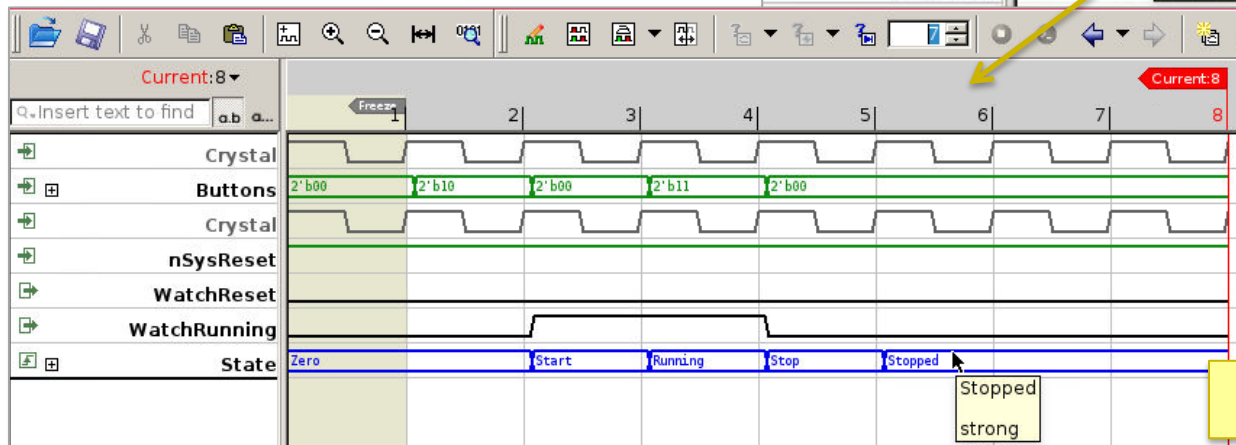 7
Current:8
Current:8
Insert text to find a.b a...
Freeze
1 2 3 4 5 6 7 8
Crystal
Buttons 2'b00 2'b10 2'b00 2'b11 2'b00
Crystal
nSysReset
WatchReset
WatchRunning
State Zero Start Running Stop Stopped
Stopped
strong